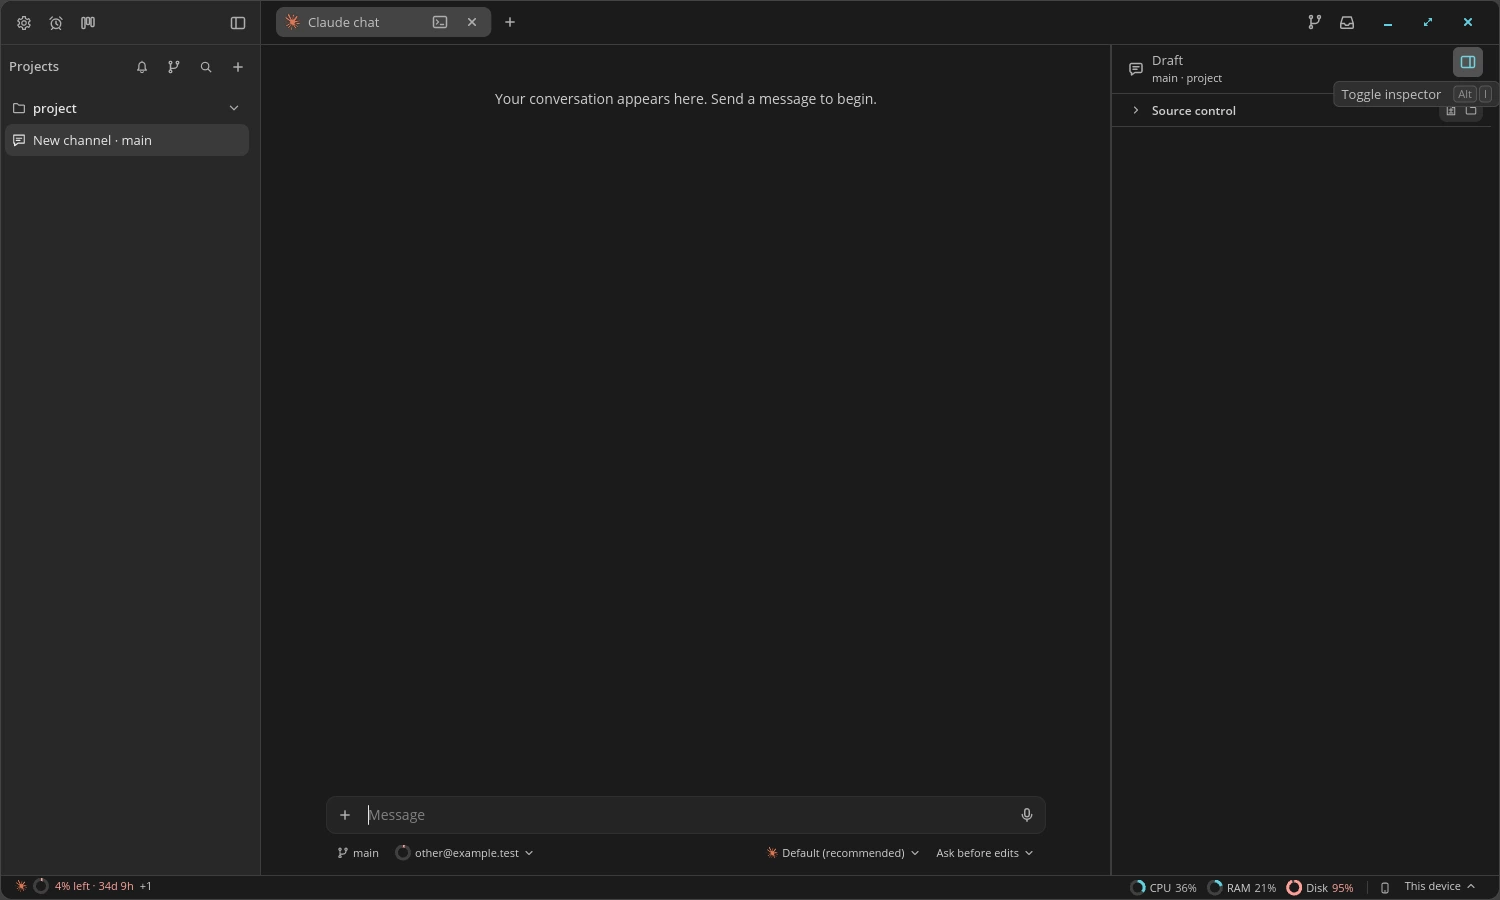 Claude chat
Projects
project
New channel · main
Your conversation appears here. Send a message to begin.
Draft
main · project
Toggle inspector Alt I
Source control
Message
main other@example.test Default (recommended) Ask before edits
4% left · 34d 9h +1 CPU 36% RAM 21% Disk 95% This device